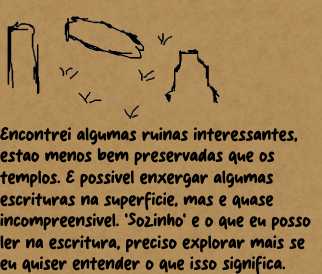 Encontrei algumas ruinas interessantes,
estao menos bem preservadas que os
templos. E possivel enxergar algumas
escrituras na superficie, mas e quase
incompreensivel. 'Sozinho' e o que eu posso
ler na escritura, preciso explorar mais se
eu quiser entender o que isso significa.